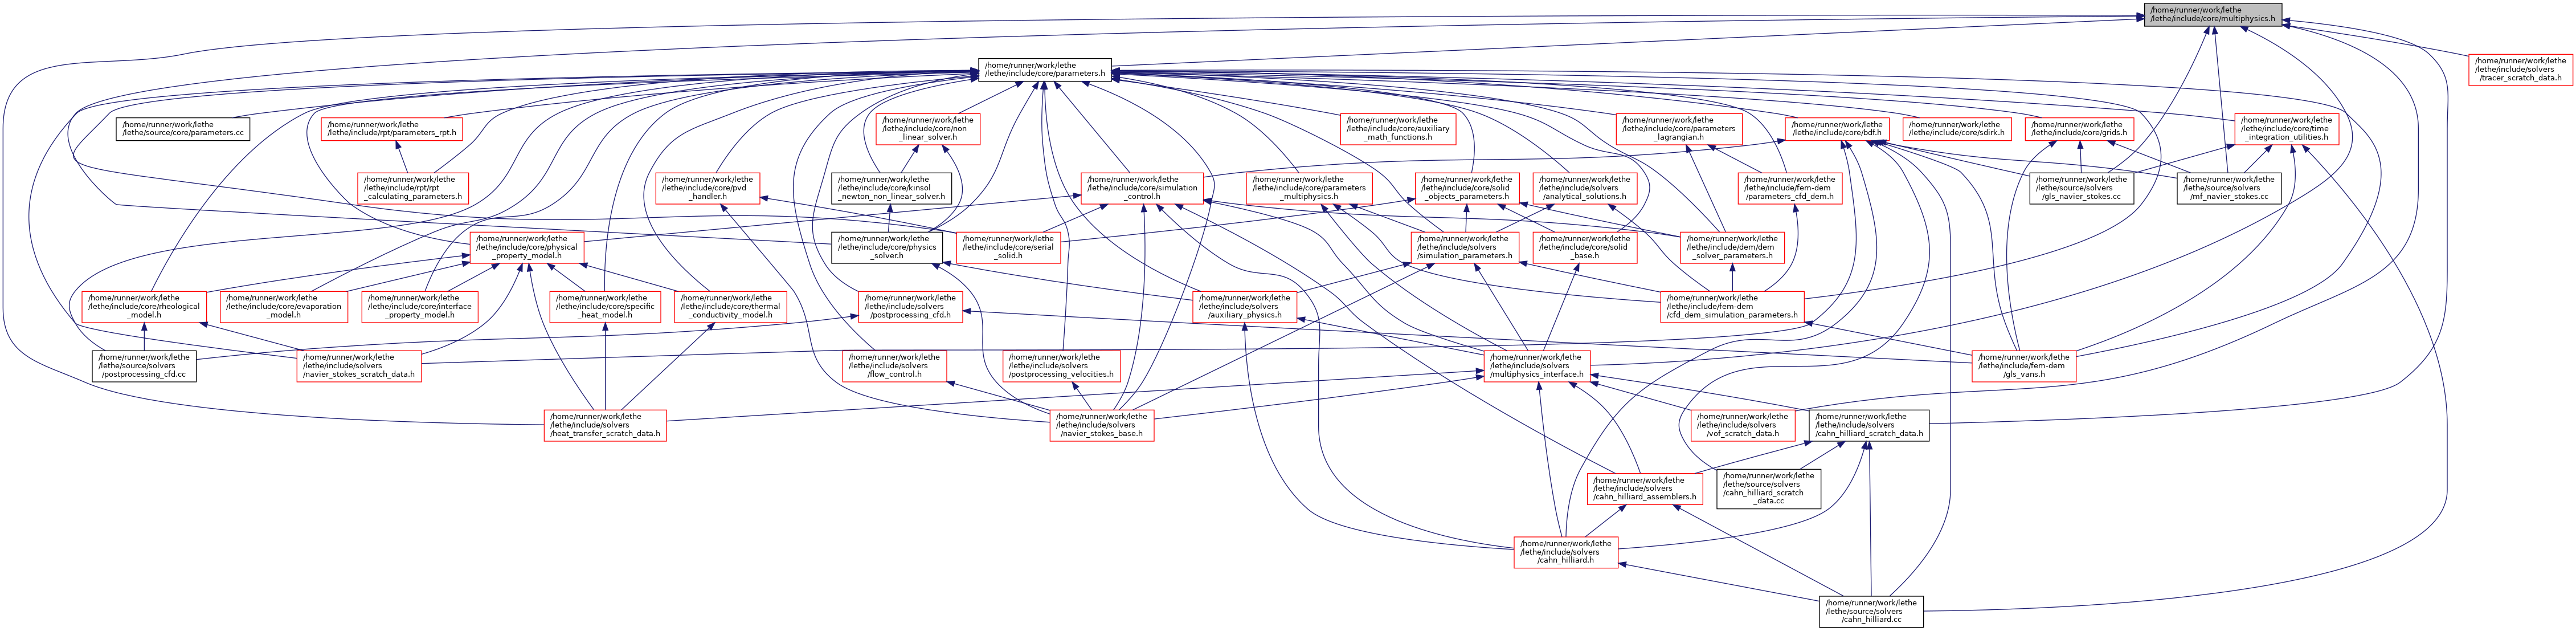 /home/runner/work/lethe
/lethe/include/core/multiphysics.h
/home/runner/work/lethe
/lethe/include/solvers
/tracer_scratch_data.h
/home/runner/work/lethe
/lethe/include/core/parameters.h
/home/runner/work/lethe
/lethe/source/core/parameters.cc
/home/runner/work/lethe
/lethe/include/rpt/parameters_rpt.h
/home/runner/work/lethe
/lethe/include/core/non
_linear_solver.h
/home/runner/work/lethe
/lethe/include/core/auxiliary
_math_functions.h
/home/runner/work/lethe
/lethe/include/core/parameters
_lagrangian.h
/home/runner/work/lethe
/lethe/include/core/bdf.h
/home/runner/work/lethe
/lethe/include/core/sdirk.h
/home/runner/work/lethe
/lethe/include/core/grids.h
/home/runner/work/lethe
/lethe/include/core/time
_integration_utilities.h
/home/runner/work/lethe
/lethe/include/rpt/rpt
_calculating_parameters.h
/home/runner/work/lethe
/lethe/include/core/pvd
_handler.h
/home/runner/work/lethe
/lethe/include/core/kinsol
_newton_non_linear_solver.h
/home/runner/work/lethe
/lethe/include/core/simulation
_control.h
/home/runner/work/lethe
/lethe/include/core/parameters
_multiphysics.h
/home/runner/work/lethe
/lethe/include/core/solid
_objects_parameters.h
/home/runner/work/lethe
/lethe/include/solvers
/analytical_solutions.h
/home/runner/work/lethe
/lethe/include/fem-dem
/parameters_cfd_dem.h
/home/runner/work/lethe
/lethe/source/solvers
/gls_navier_stokes.cc
/home/runner/work/lethe
/lethe/source/solvers
/mf_navier_stokes.cc
/home/runner/work/lethe
/lethe/include/core/physical
_property_model.h
/home/runner/work/lethe
/lethe/include/core/physics
_solver.h
/home/runner/work/lethe
/lethe/include/core/serial
_solid.h
/home/runner/work/lethe
/lethe/include/solvers
/simulation_parameters.h
/home/runner/work/lethe
/lethe/include/core/solid
_base.h
/home/runner/work/lethe
/lethe/include/dem/dem
_solver_parameters.h
/home/runner/work/lethe
/lethe/include/core/rheological
_model.h
/home/runner/work/lethe
/lethe/include/core/evaporation
_model.h
/home/runner/work/lethe
/lethe/include/core/interface
_property_model.h
/home/runner/work/lethe
/lethe/include/core/specific
_heat_model.h
/home/runner/work/lethe
/lethe/include/core/thermal
_conductivity_model.h
/home/runner/work/lethe
/lethe/include/solvers
/postprocessing_cfd.h
/home/runner/work/lethe
/lethe/include/solvers
/auxiliary_physics.h
/home/runner/work/lethe
/lethe/include/fem-dem
/cfd_dem_simulation_parameters.h
/home/runner/work/lethe
/lethe/source/solvers
/postprocessing_cfd.cc
/home/runner/work/lethe
/lethe/include/solvers
/navier_stokes_scratch_data.h
/home/runner/work/lethe
/lethe/include/solvers
/flow_control.h
/home/runner/work/lethe
/lethe/include/solvers
/postprocessing_velocities.h
/home/runner/work/lethe
/lethe/include/solvers
/multiphysics_interface.h
/home/runner/work/lethe
/lethe/include/fem-dem
/gls_vans.h
/home/runner/work/lethe
/lethe/include/solvers
/heat_transfer_scratch_data.h
/home/runner/work/lethe
/lethe/include/solvers
/navier_stokes_base.h
/home/runner/work/lethe
/lethe/include/solvers
/vof_scratch_data.h
/home/runner/work/lethe
/lethe/include/solvers
/cahn_hilliard_scratch_data.h
/home/runner/work/lethe
/lethe/include/solvers
/cahn_hilliard_assemblers.h
/home/runner/work/lethe
/lethe/source/solvers
/cahn_hilliard_scratch
_data.cc
/home/runner/work/lethe
/lethe/include/solvers
/cahn_hilliard.h
/home/runner/work/lethe
/lethe/source/solvers
/cahn_hilliard.cc